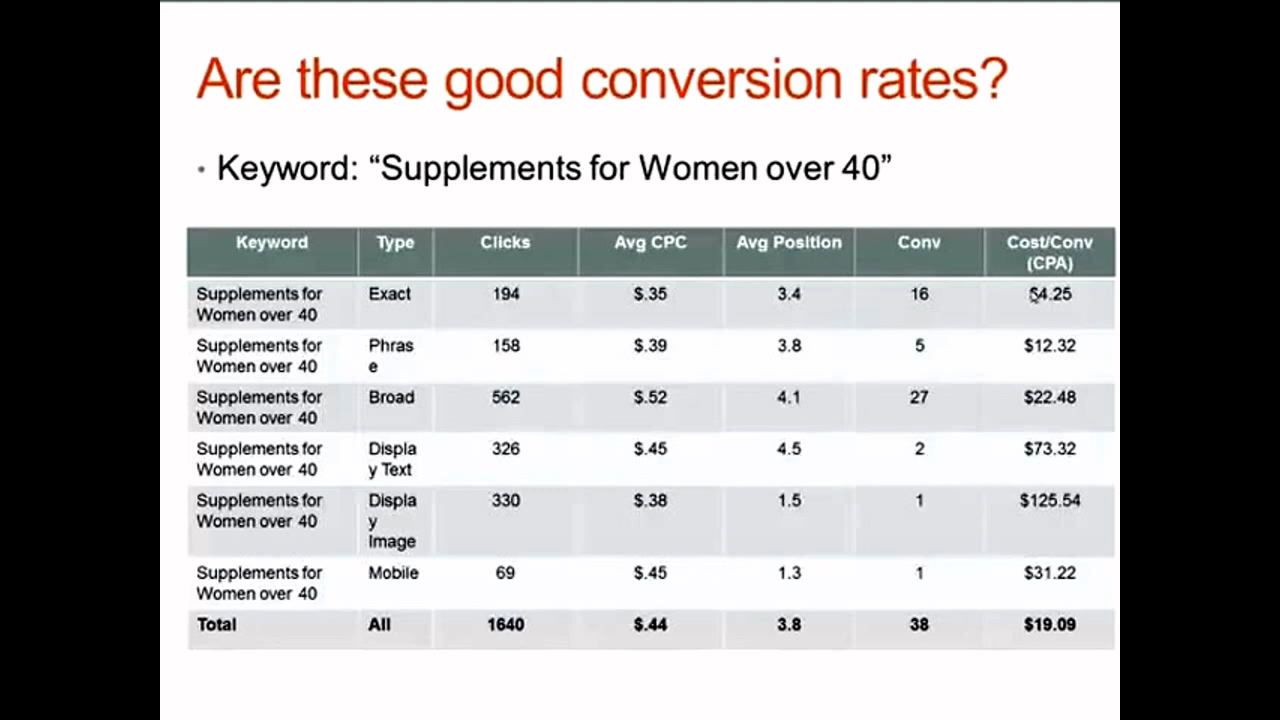 Are these good conversion rates?
• Keyword: “Supplements for Women over 40”
Keyword Type Clicks Avg CPC Avg Position Conv Cost/Conv
(CPA)
Supplements for Exact 194 $.35 3.4 16 $4.25
Women over 40
Supplements for Phras 158 $.39 3.8 5 $12.32
Women over 40 e
Supplements for Broad 562 $.52 4.1 27 $22.48
Women over 40
Supplements for Displa 326 $.45 4.5 2 $73.32
Women over 40 y Text
Supplements for Displa 330 $.38 1.5 1 $125.54
Women over 40 y
Image
Supplements for Mobile 69 $.45 1.3 1 $31.22
Women over 40
Total All 1640 $.44 3.8 38 $19.09